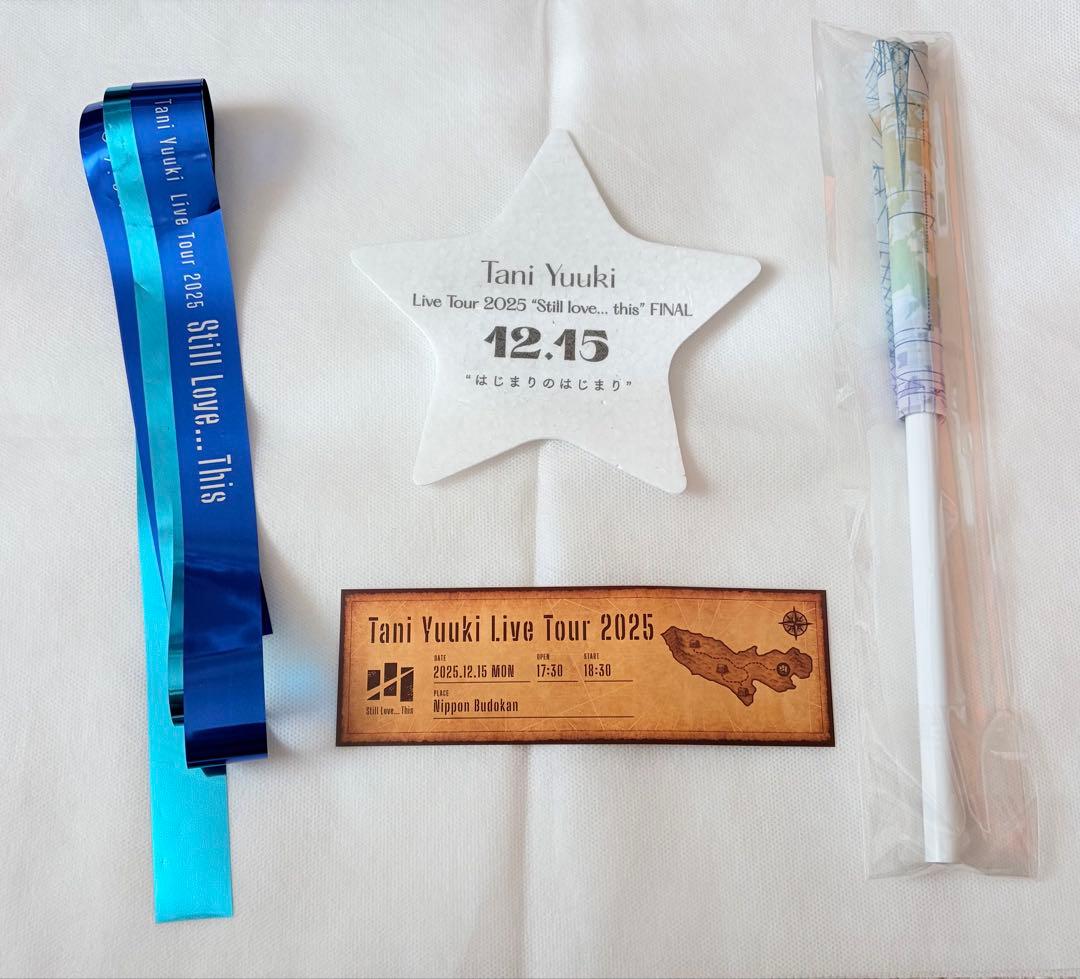 Tani Yuuki Live Tour 2025 Still Love... This
Tani Yuuki
Live Tour 2025 “Still love... this” FINAL
12.15
“はじまりのはじまり”
Tani Yuuki Live Tour 2025
DATE
2025.12.15 MON
OPEN
17:30
START
18:30
PLACE
Nippon Budokan
Still Love... This